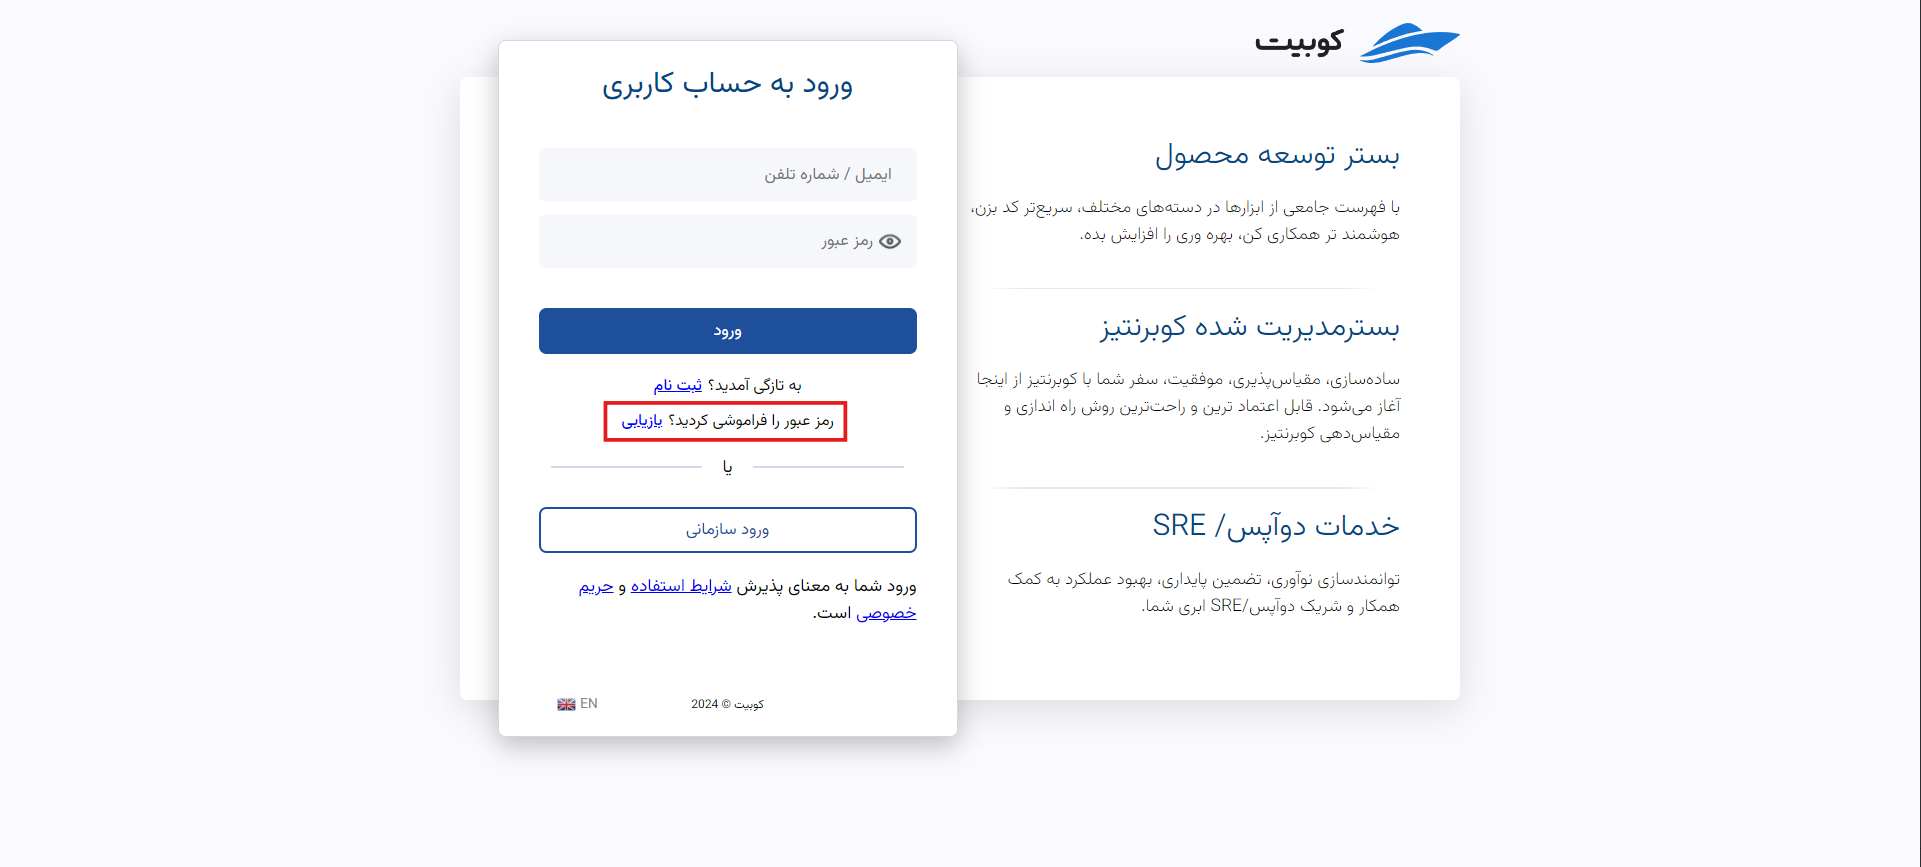 کوبیت
بستر توسعه محصول
با فهرست جامعی از ابزارها در دسته‌های مختلف، سریع‌تر کد بزن،
هوشمند تر همکاری کن، بهره وری را افزایش بده.
بسترمدیریت شده کوبرنتیز
ساده‌سازی، مقیاس‌پذیری، موفقیت، سفر شما با کوبرنتیز از اینجا
آغاز می‌شود. قابل اعتماد ترین و راحت‌ترین روش راه اندازی و
مقیاس‌دهی کوبرنتیز.
خدمات دوآپس/ SRE
توانمندسازی نوآوری، تضمین پایداری، بهبود عملکرد به کمک
همکار و شریک دوآپس/SRE ابری شما.
ورود به حساب کاربری
ایمیل / شماره تلفن
رمز عبور
ورود
به تازگی آمدید؟ ثبت نام
رمز عبور را فراموشی کردید؟ بازیابی
یا
ورود سازمانی
ورود شما به معنای پذیرش شرایط استفاده و حریم
خصوصی است.
کوبیت © 2024
EN